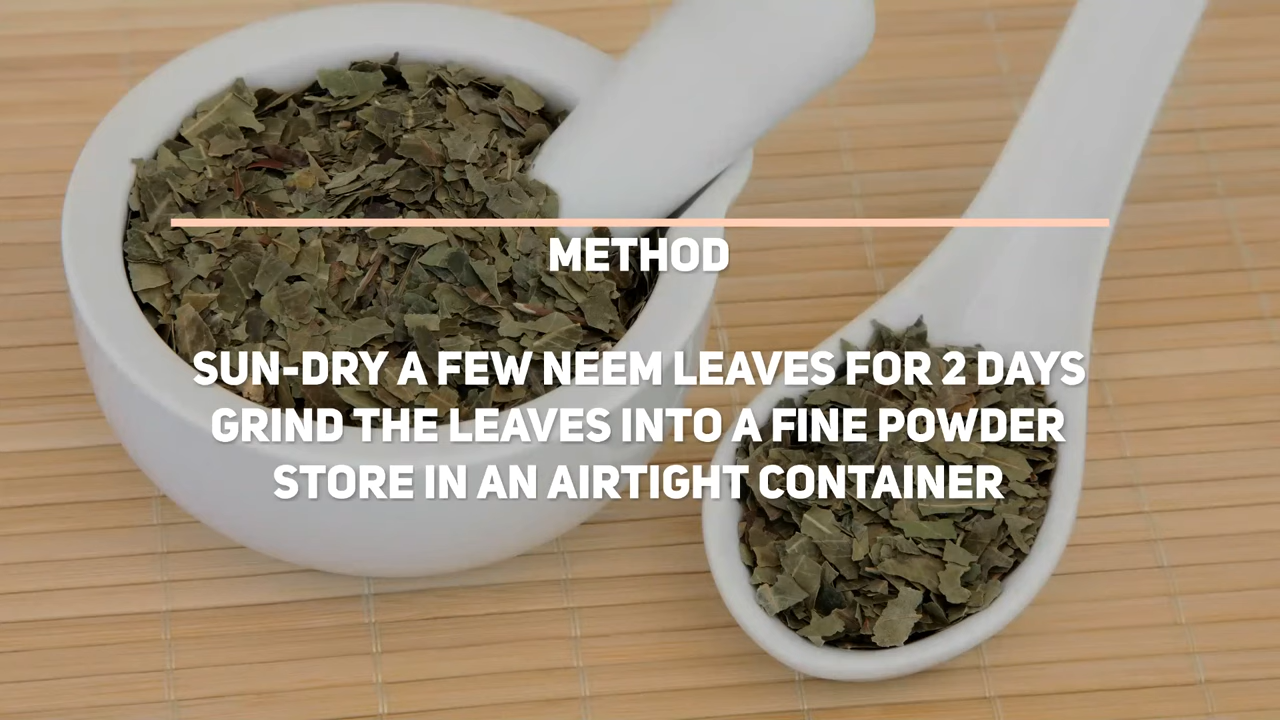 METHOD
SUN-DRY A FEW NEEM LEAVES FOR 2 DAYS
GRIND THE LEAVES INTO A FINE POWDER
STORE IN AN AIRTIGHT CONTAINER